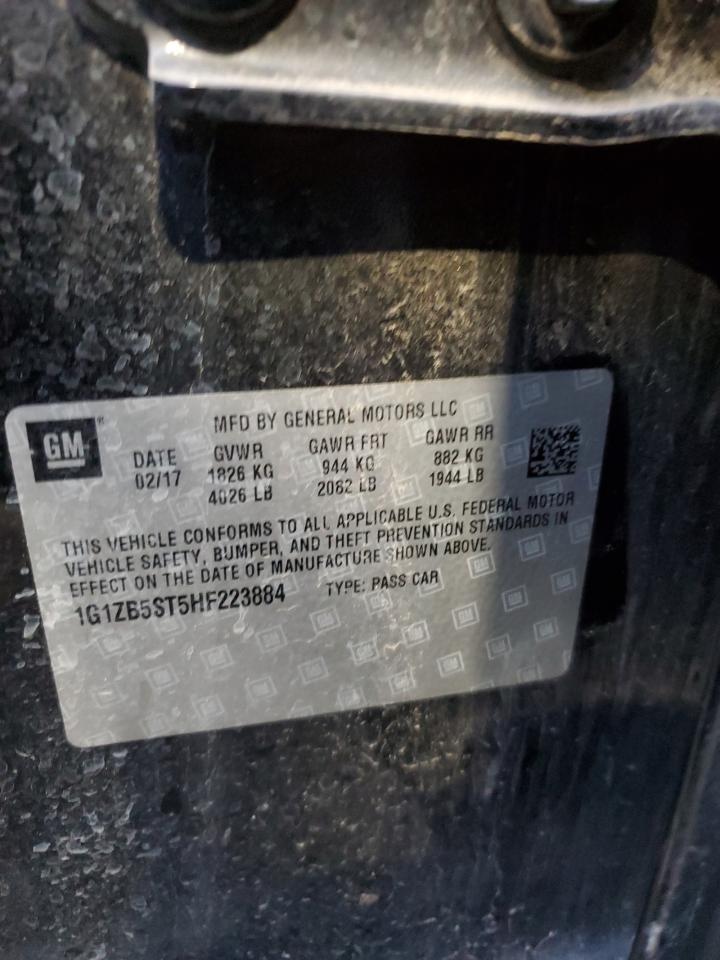 GM
MFD BY GENERAL MOTORS LLC
DATE GVWR GAWR FRT GAWR RR
02/17 1826 KG 944 KG 882 KG
4026 LB 2082 LB 1944 LB
THIS VEHICLE CONFORMS TO ALL APPLICABLE U.S. FEDERAL MOTOR
VEHICLE SAFETY, BUMPER, AND THEFT PREVENTION STANDARDS IN
EFFECT ON THE DATE OF MANUFACTURE SHOWN ABOVE.
1G1ZB5ST5HF223884 TYPE: PASS CAR